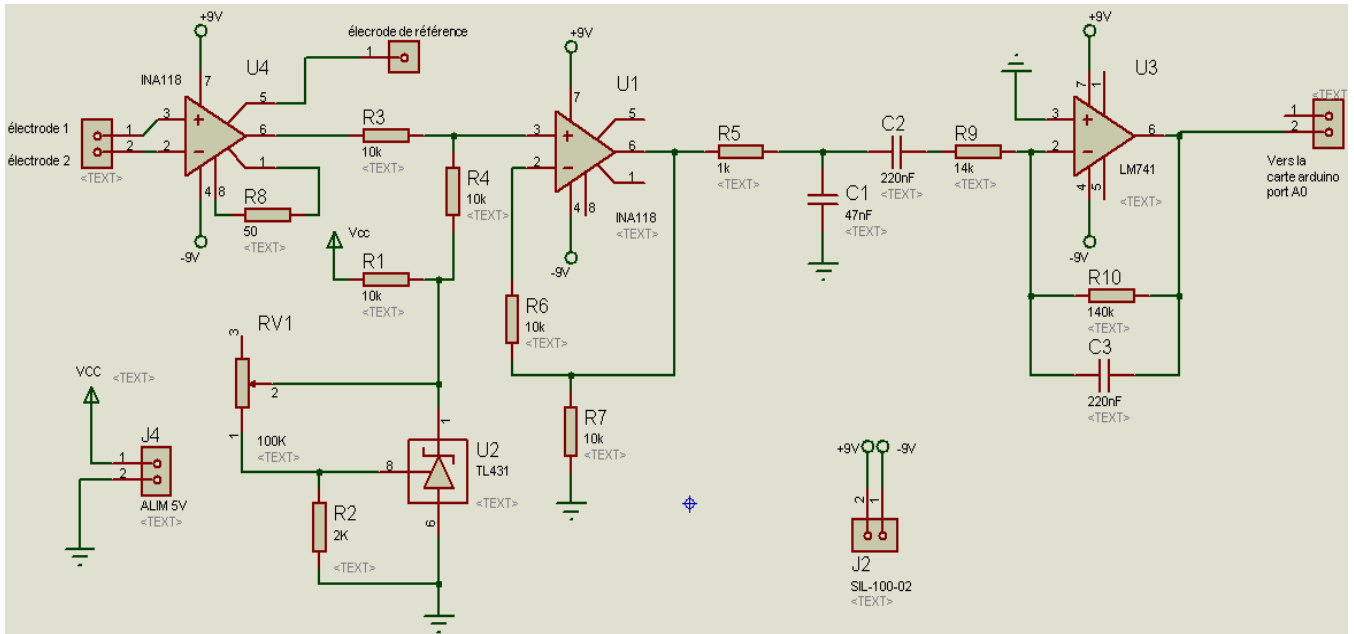 +9V
INA118
U4
7
5
3
6
2
1
4
8
électrode 1
1
électrode 2
2
<TEXT>
R8
50
<TEXT>
-9V
élecrode de référence
1
R3
10k
<TEXT>
R4
10k
<TEXT>
Vcc
R1
10k
<TEXT>
+9V
U1
7
5
3
6
2
1
4
8
INA118
<TEXT>
-9V
R6
10k
<TEXT>
R7
10k
<TEXT>
R5
1k
<TEXT>
C2
220nF
<TEXT>
C1
47nF
<TEXT>
R9
14k
<TEXT>
+9V
U3
7
1
3
6
2
4
5
LM741
<TEXT>
-9V
R10
140k
<TEXT>
C3
220nF
<TEXT>
<TEXT>
1
2
Vers la
carte arduino
port A0
RV1
3
2
1
100K
<TEXT>
<TEXT>
VCC
J4
1
2
ALIM 5V
<TEXT>
R2
2K
<TEXT>
1
U2
8
TL431
<TEXT>
6
+9V
-9V
2
1
J2
SIL-100-02
<TEXT>